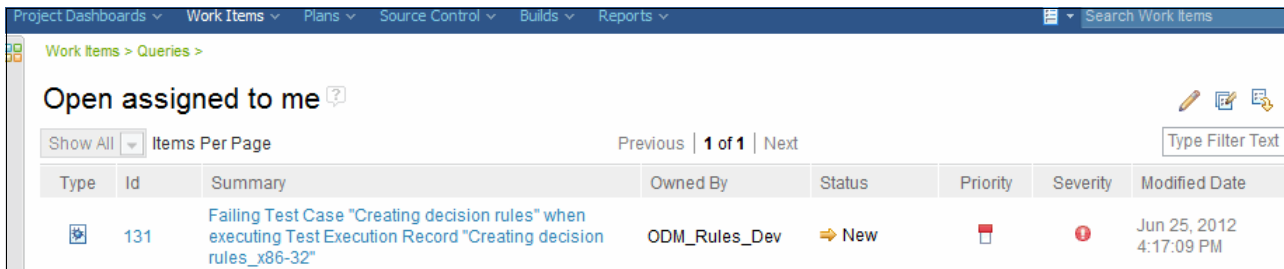 Project Dashboards Work Items Plans Source Control Builds Reports Search Work Items
Work Items > Queries >
Open assigned to me ?
Show All Items Per Page Previous | 1 of 1 | Next Type Filter Text
Type Id Summary Owned By Status Priority Severity Modified Date
Failing Test Case "Creating decision rules" when
131 executing Test Execution Record "Creating decision ODM_Rules_Dev New Jun 25, 2012
rules_x86-32" 4:17:09 PM